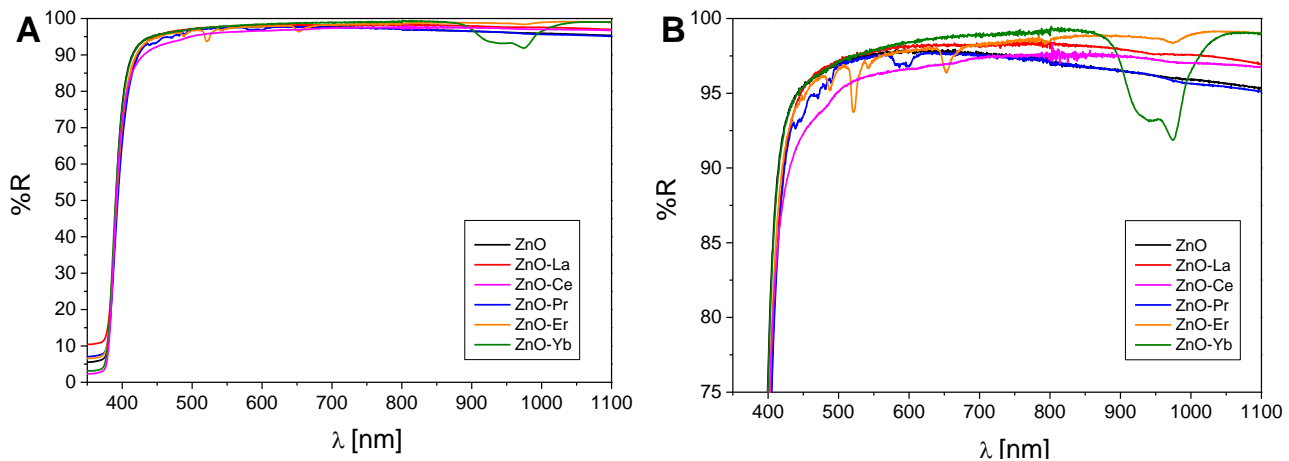 A
%R
100
90
80
70
60
50
40
30
20
10
0
400 500 600 700 800 900 1000 1100
λ [nm]
ZnO
ZnO-La
ZnO-Ce
ZnO-Pr
ZnO-Er
ZnO-Yb
B
%R
100
95
90
85
80
75
400 500 600 700 800 900 1000 1100
λ [nm]
ZnO
ZnO-La
ZnO-Ce
ZnO-Pr
ZnO-Er
ZnO-Yb